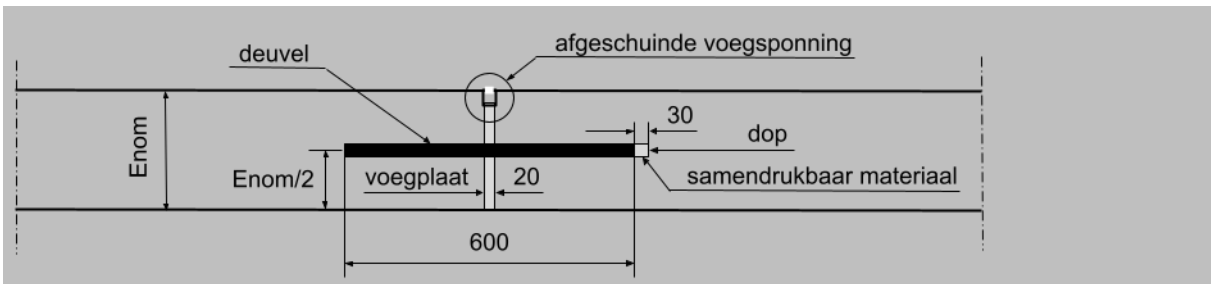 afgeschuinde voegsponning
deuvel
30
dop
Enom
Enom/2
voegplaat
20
samendrukbaar materiaal
600